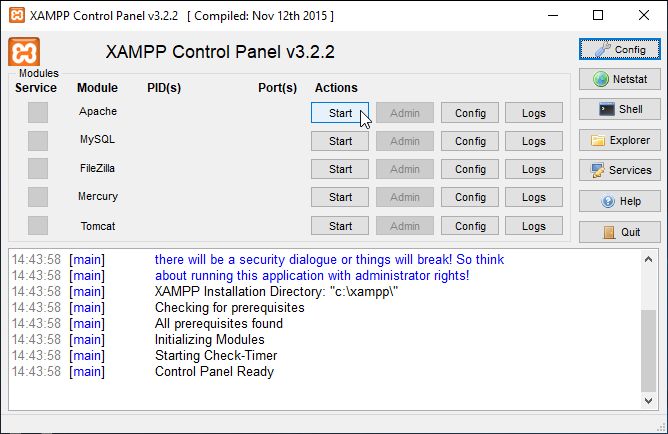 XAMPP Control Panel v3.2.2 [ Compiled: Nov 12th 2015 ]
XAMPP Control Panel v3.2.2
Config
Modules
Service Module PID(s) Port(s) Actions
Netstat
Apache Start Admin Config Logs
Shell
MySQL Start Admin Config Logs
Explorer
FileZilla Start Admin Config Logs
Services
Mercury Start Admin Config Logs
Help
Tomcat Start Admin Config Logs
Quit
14:43:58 [main] there will be a security dialogue or things will break! So think
14:43:58 [main] about running this application with administrator rights!
14:43:58 [main] XAMPP Installation Directory: "c:\xampp\"
14:43:58 [main] Checking for prerequisites
14:43:58 [main] All prerequisites found
14:43:58 [main] Initializing Modules
14:43:58 [main] Starting Check-Timer
14:43:58 [main] Control Panel Ready